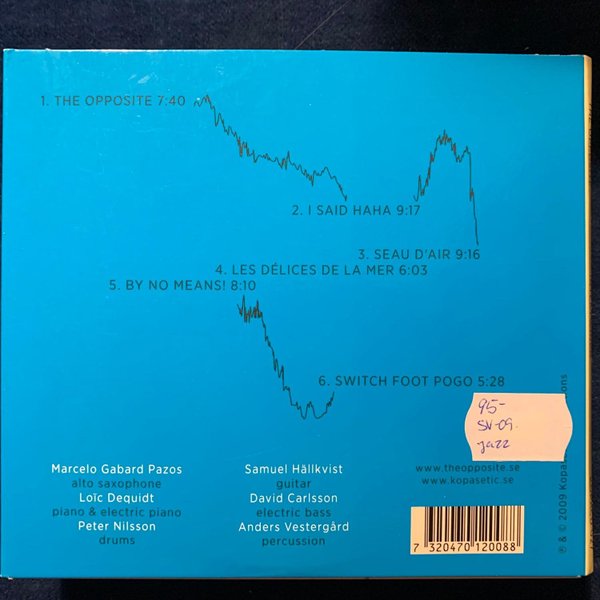 1. THE OPPOSITE 7:40
2. I SAID HAHA 9:17
3. SEAU D'AIR 9:16
4. LES DÉLICES DE LA MER 6:03
5. BY NO MEANS! 8:10
6. SWITCH FOOT POGO 5:28
95-
SV-09.
jazz
Marcelo Gabard Pazos
alto saxophone
Loïc Dequidt
piano & electric piano
Peter Nilsson
drums
Samuel Hällkvist
guitar
David Carlsson
electric bass
Anders Vestergård
percussion
www.theopposite.se
www.kopasetic.se
7 320470 120088
℗ & © 2009 Kopas
ons